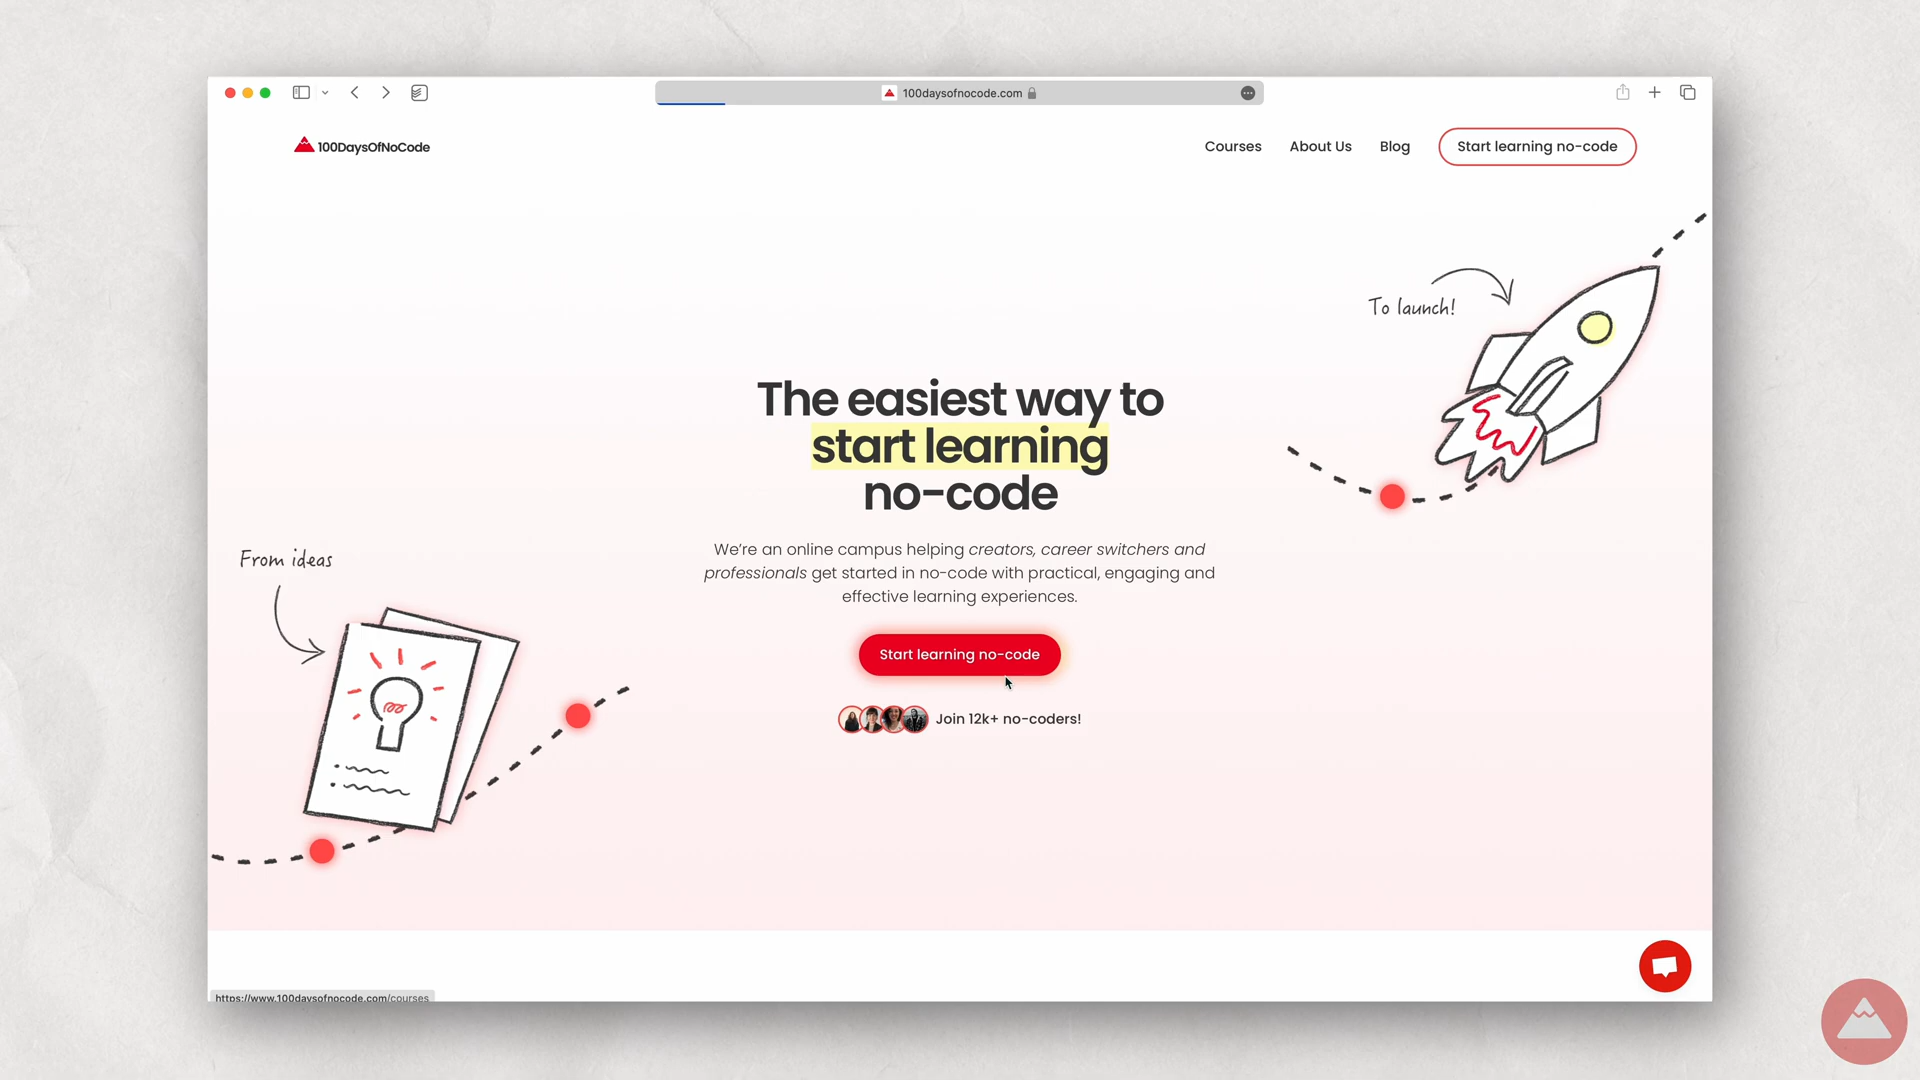 100daysofnocode.com
100DaysOfNoCode
Courses
About Us
Blog
Start learning no-code
To launch!
The easiest way to
start learning
no-code
We're an online campus helping creators, career switchers and
professionals get started in no-code with practical, engaging and
effective learning experiences.
From ideas
Start learning no-code
Join 12k+ no-coders!
https://www.100daysofnocode.com/courses